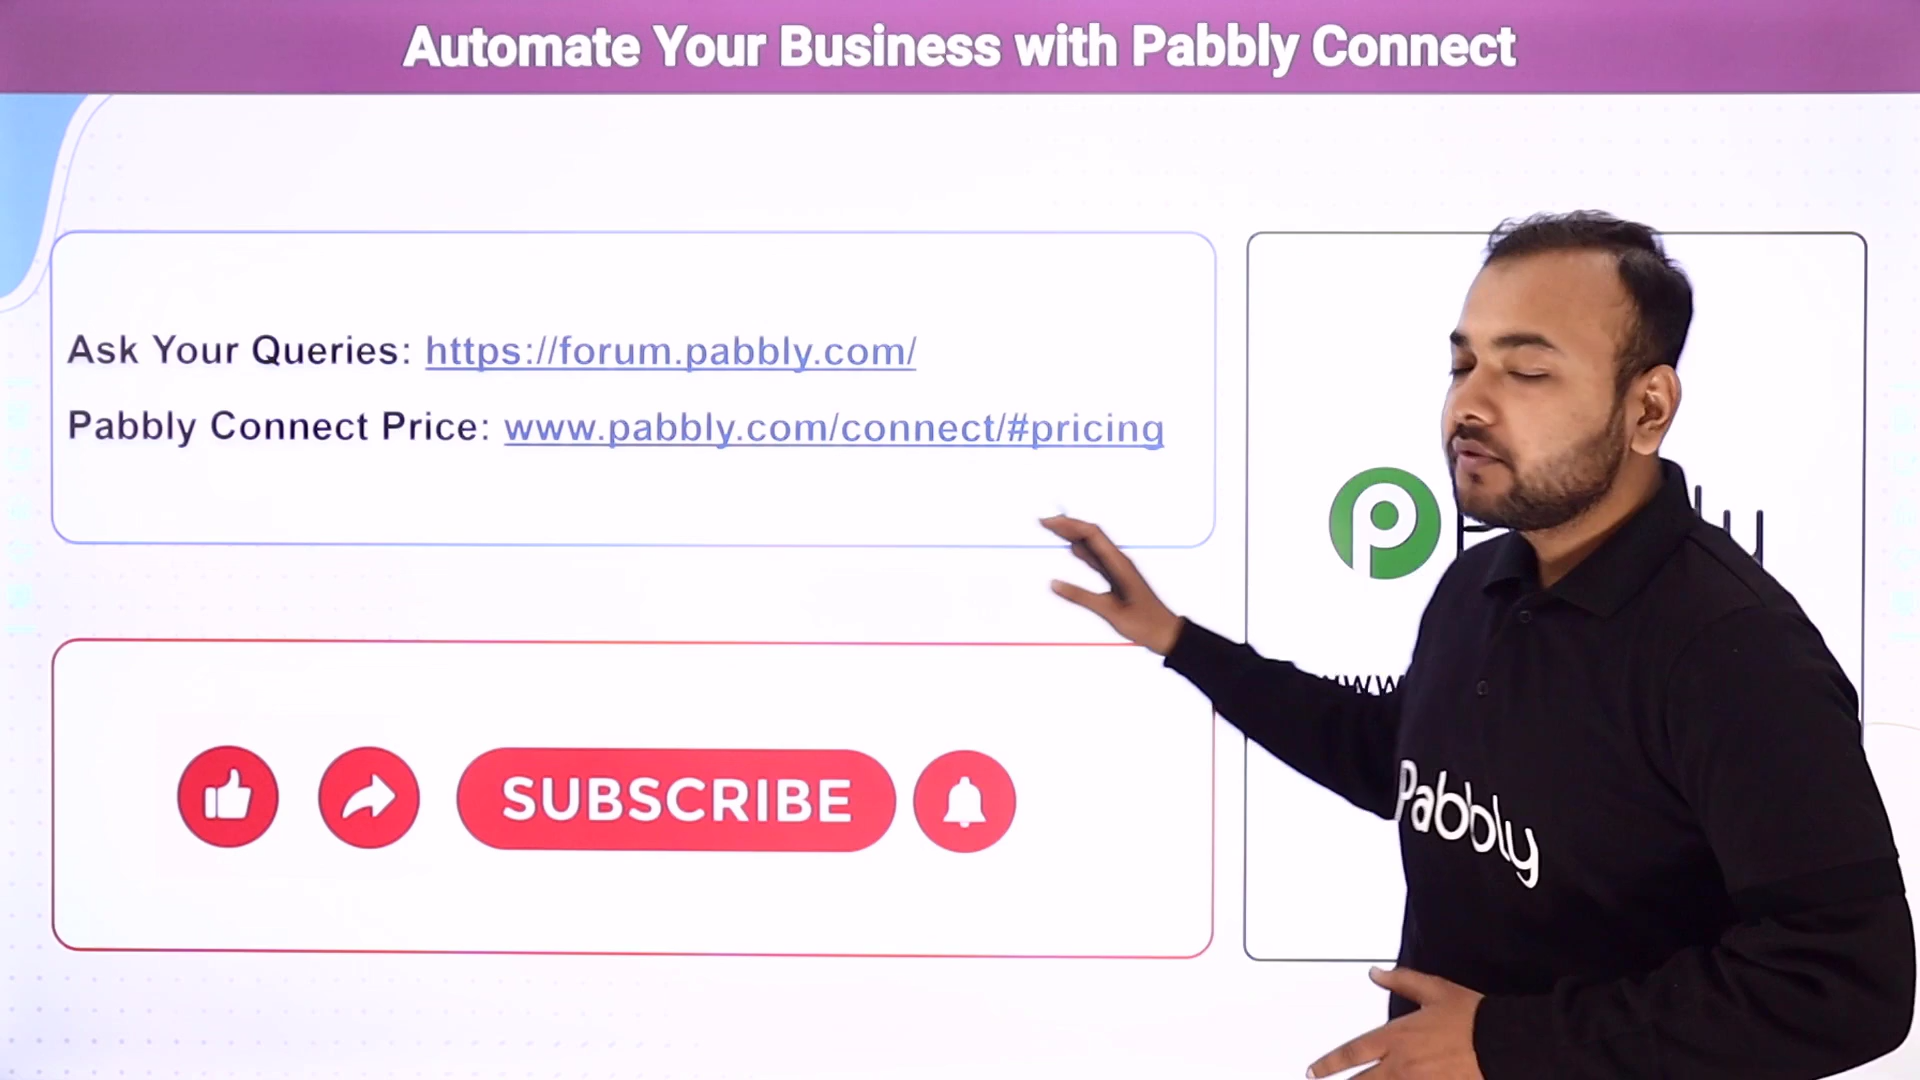 Automate Your Business with Pabbly Connect
Ask Your Queries: https://forum.pabbly.com/
Pabbly Connect Price: www.pabbly.com/connect/#pricing
SUBSCRIBE
Pabbly